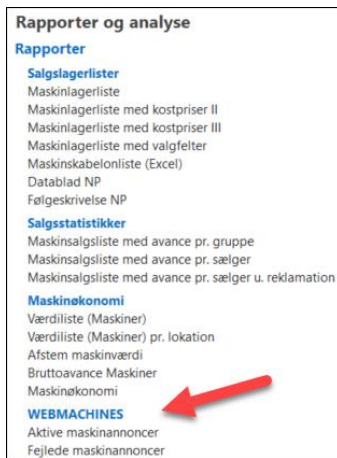 Rapporter og analyse
Rapporter
Salgslagerlister
Maskinlagerliste
Maskinlagerliste med kostpriser II
Maskinlagerliste med kostpriser III
Maskinlagerliste med valgfelter
Maskinskabelonliste (Excel)
Datablad NP
Følgeskrivelse NP
Salgsstatistikker
Maskinsalgsliste med avance pr. gruppe
Maskinsalgsliste med avance pr. sælger
Maskinsalgsliste med avance pr. sælger u. reklamation
Maskinøkonomi
Værdiliste (Maskiner)
Værdiliste (Maskiner) pr. lokation
Afstem maskinværdi
Bruttoavance Maskiner
Maskinøkonomi
WEBMACHINES
Aktive maskinannoncer
Fejlede maskinannoncer